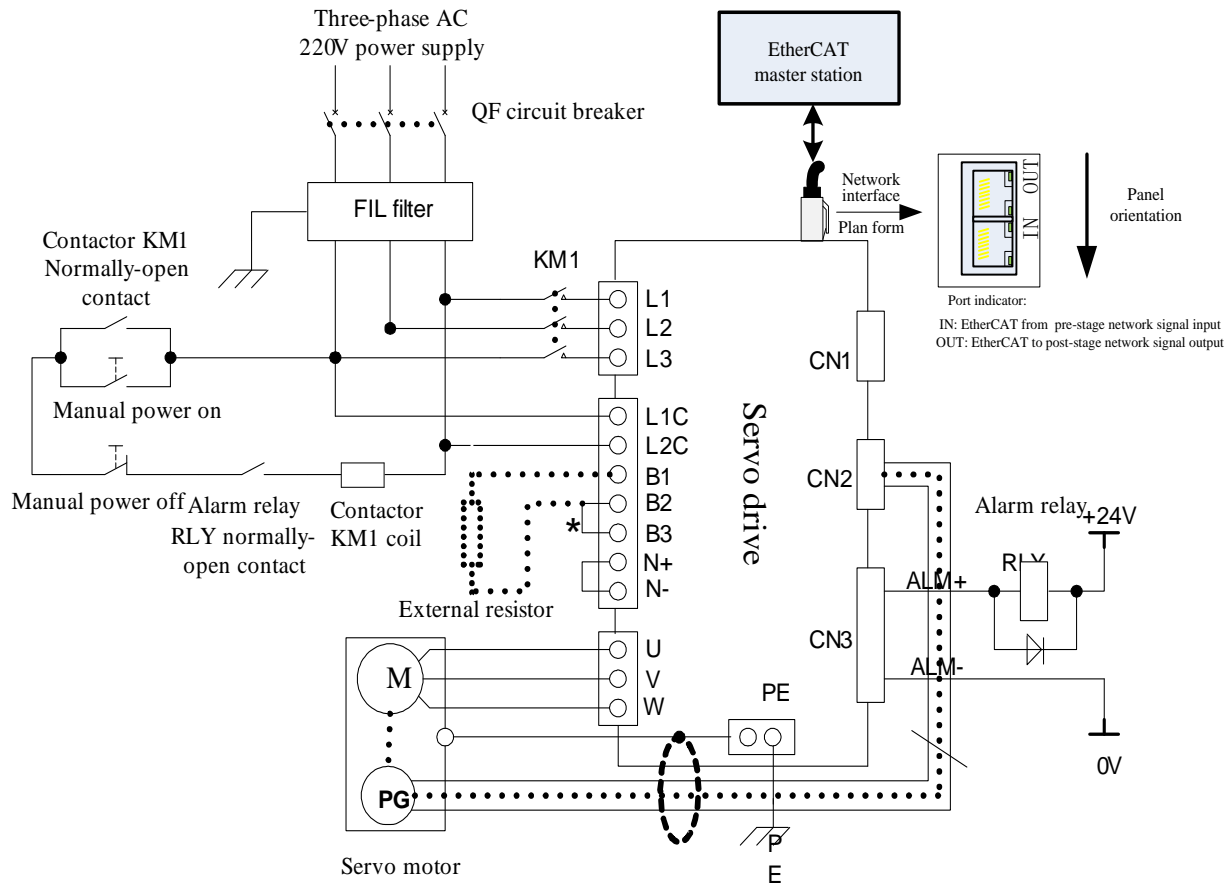 Three-phase AC
220V power supply
QF circuit breaker
EtherCAT
master station
Network
interface
Plan form
IN OUT
Panel
orientation
Port indicator:
IN: EtherCAT from pre-stage network signal input
OUT: EtherCAT to post-stage network signal output
FIL filter
Contactor KM1
Normally-open
contact
KM1
L1
L2
L3
CN1
Manual power on
L1C
L2C
B1
B2
*
B3
N+
N-
Servo drive
CN2
Manual power off
Alarm relay
RLY normally-
open contact
Contactor
KM1 coil
External resistor
Alarm relay
+24V
RLY
ALM+
CN3
ALM-
0V
U
V
W
M
PE
PG
PE
Servo motor